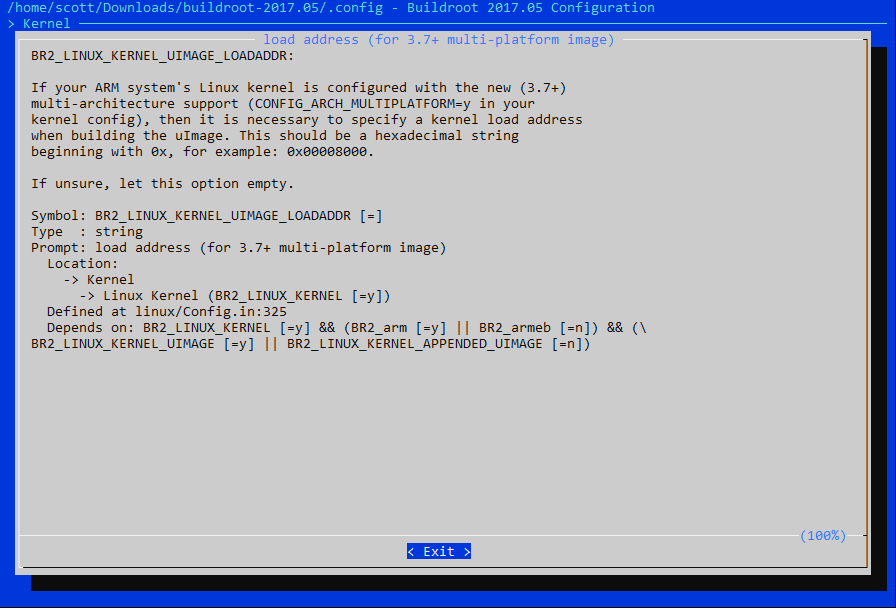 /home/scott/Downloads/buildroot-2017.05/.config - Buildroot 2017.05 Configuration
> Kernel
load address (for 3.7+ multi-platform image)
BR2_LINUX_KERNEL_UIMAGE_LOADADDR:
If your ARM system's Linux kernel is configured with the new (3.7+)
multi-architecture support (CONFIG_ARCH_MULTIPLATFORM=y in your
kernel config), then it is necessary to specify a kernel load address
when building the uImage. This should be a hexadecimal string
beginning with 0x, for example: 0x00008000.
If unsure, let this option empty.
Symbol: BR2_LINUX_KERNEL_UIMAGE_LOADADDR [=]
Type  : string
Prompt: load address (for 3.7+ multi-platform image)
Location:
-> Kernel
-> Linux Kernel (BR2_LINUX_KERNEL [=y])
Defined at linux/Config.in:325
Depends on: BR2_LINUX_KERNEL [=y] && (BR2_arm [=y] || BR2_armeb [=n]) && (\
BR2_LINUX_KERNEL_UIMAGE [=y] || BR2_LINUX_KERNEL_APPENDED_UIMAGE [=n])
(100%)
< Exit >